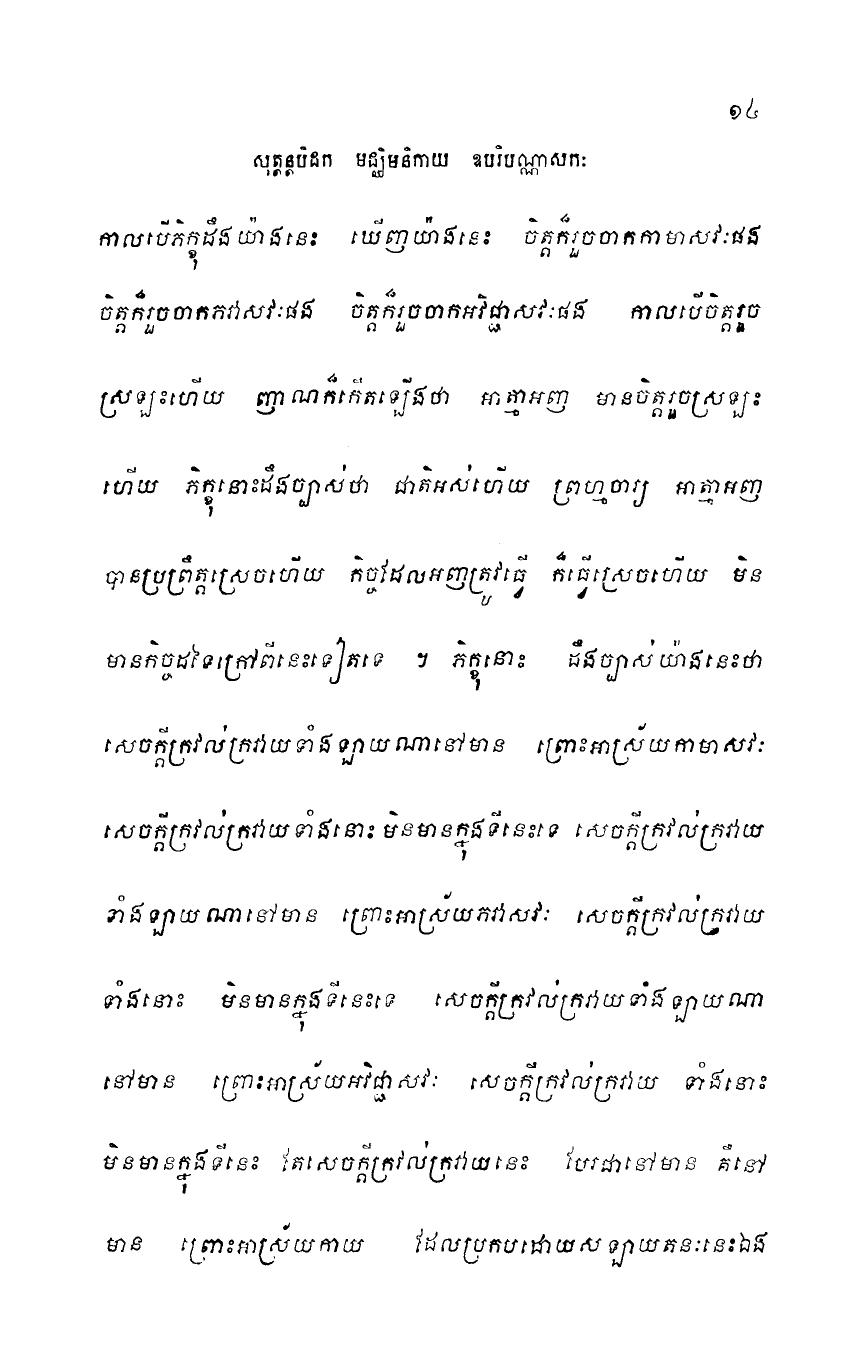 ១៤
សុត្តន្តបិដក មជ្ឈិមនិកាយ ឧបរិបណ្ណាសកៈ
កាលបើភិក្ខុដឹងយ៉ាងនេះ ឃើញយ៉ាងនេះ ចិត្តក៏រួចចាកកាមាសវៈផង
ចិត្តក៏រួចចាកភវាសវៈផង ចិត្តក៏រួចចាកអវិជ្ជាសវៈផង កាលបើចិត្តរួច
ស្រឡះហើយ ញាណក៏កើតឡើងថា អាត្មាអញ មានចិត្តរួចស្រឡះ
ហើយ ភិក្ខុនោះដឹងច្បាស់ថា ជាតិអស់ហើយ ព្រហ្មចារ្យ អាត្មាអញ
បានប្រព្រឹត្តស្រេចហើយ កិច្ចដែលអញត្រូវធ្វើ ក៏ធ្វើស្រេចហើយ មិន
មានកិច្ចដទៃក្រៅពីនេះទៀតទេ ។ ភិក្ខុនោះ ដឹងច្បាស់យ៉ាងនេះថា
សេចក្តីក្រវល់ក្រវាយទាំងឡាយណានៅមាន ព្រោះអាស្រ័យកាមាសវៈ
សេចក្តីក្រវល់ក្រវាយទាំងនោះ មិនមានក្នុងទីនេះទេ សេចក្តីក្រវល់ក្រវាយ
ទាំងឡាយណានៅមាន ព្រោះអាស្រ័យភវាសវៈ សេចក្តីក្រវល់ក្រវាយ
ទាំងនោះ មិនមានក្នុងទីនេះទេ សេចក្តីក្រវល់ក្រវាយទាំងឡាយណា
នៅមាន ព្រោះអាស្រ័យអវិជ្ជាសវៈ សេចក្តីក្រវល់ក្រវាយ ទាំងនោះ
មិនមានក្នុងទីនេះ តែសេចក្តីក្រវល់ក្រវាយនេះ បែរជានៅមាន គឺនៅ
មាន ព្រោះអាស្រ័យកាយ ដែលប្រកបដោយសឡាយតនៈនេះឯង